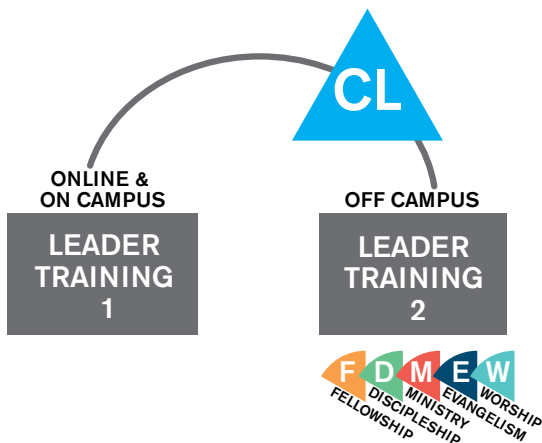 CL
ONLINE &
ON CAMPUS
LEADER
TRAINING
1
OFF CAMPUS
LEADER
TRAINING
2
F D M E W
FELLOWSHIP
DISCIPLESHIP
MINISTRY
EVANGELISM
WORSHIP